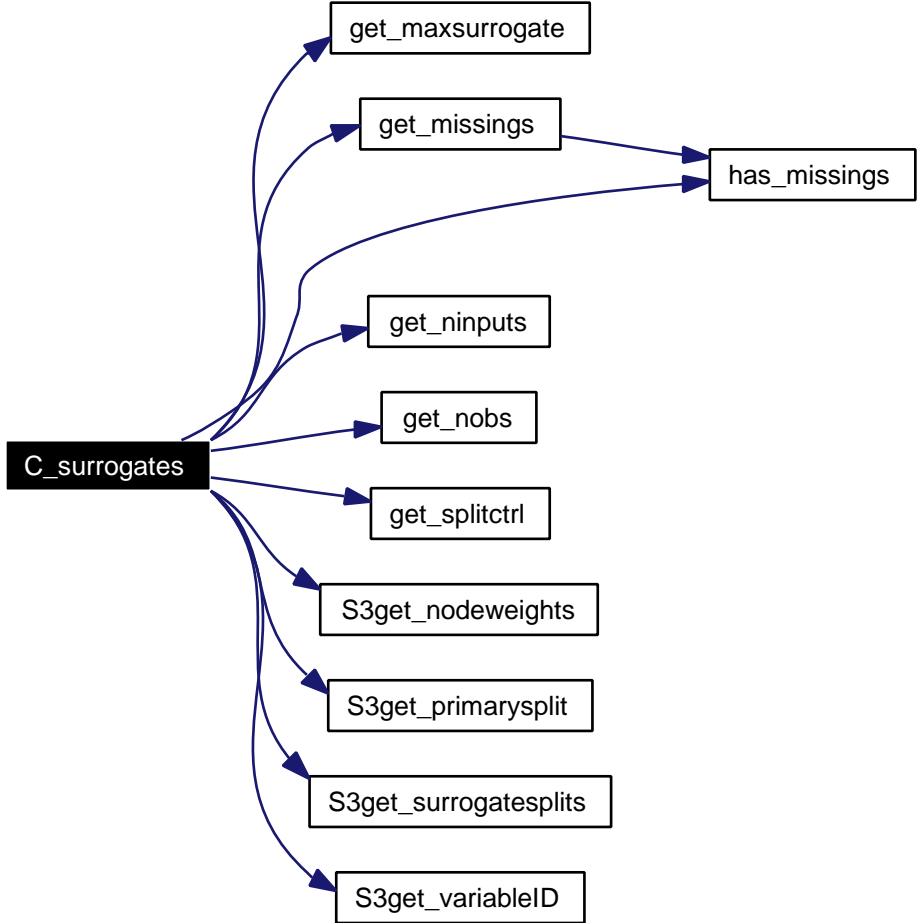 get_maxsurrogate
get_missings
has_missings
get_ninputs
get_nobs
C_surrogates
get_splitctrl
S3get_nodeweights
S3get_primarysplit
S3get_surrogatesplits
S3get_variableID